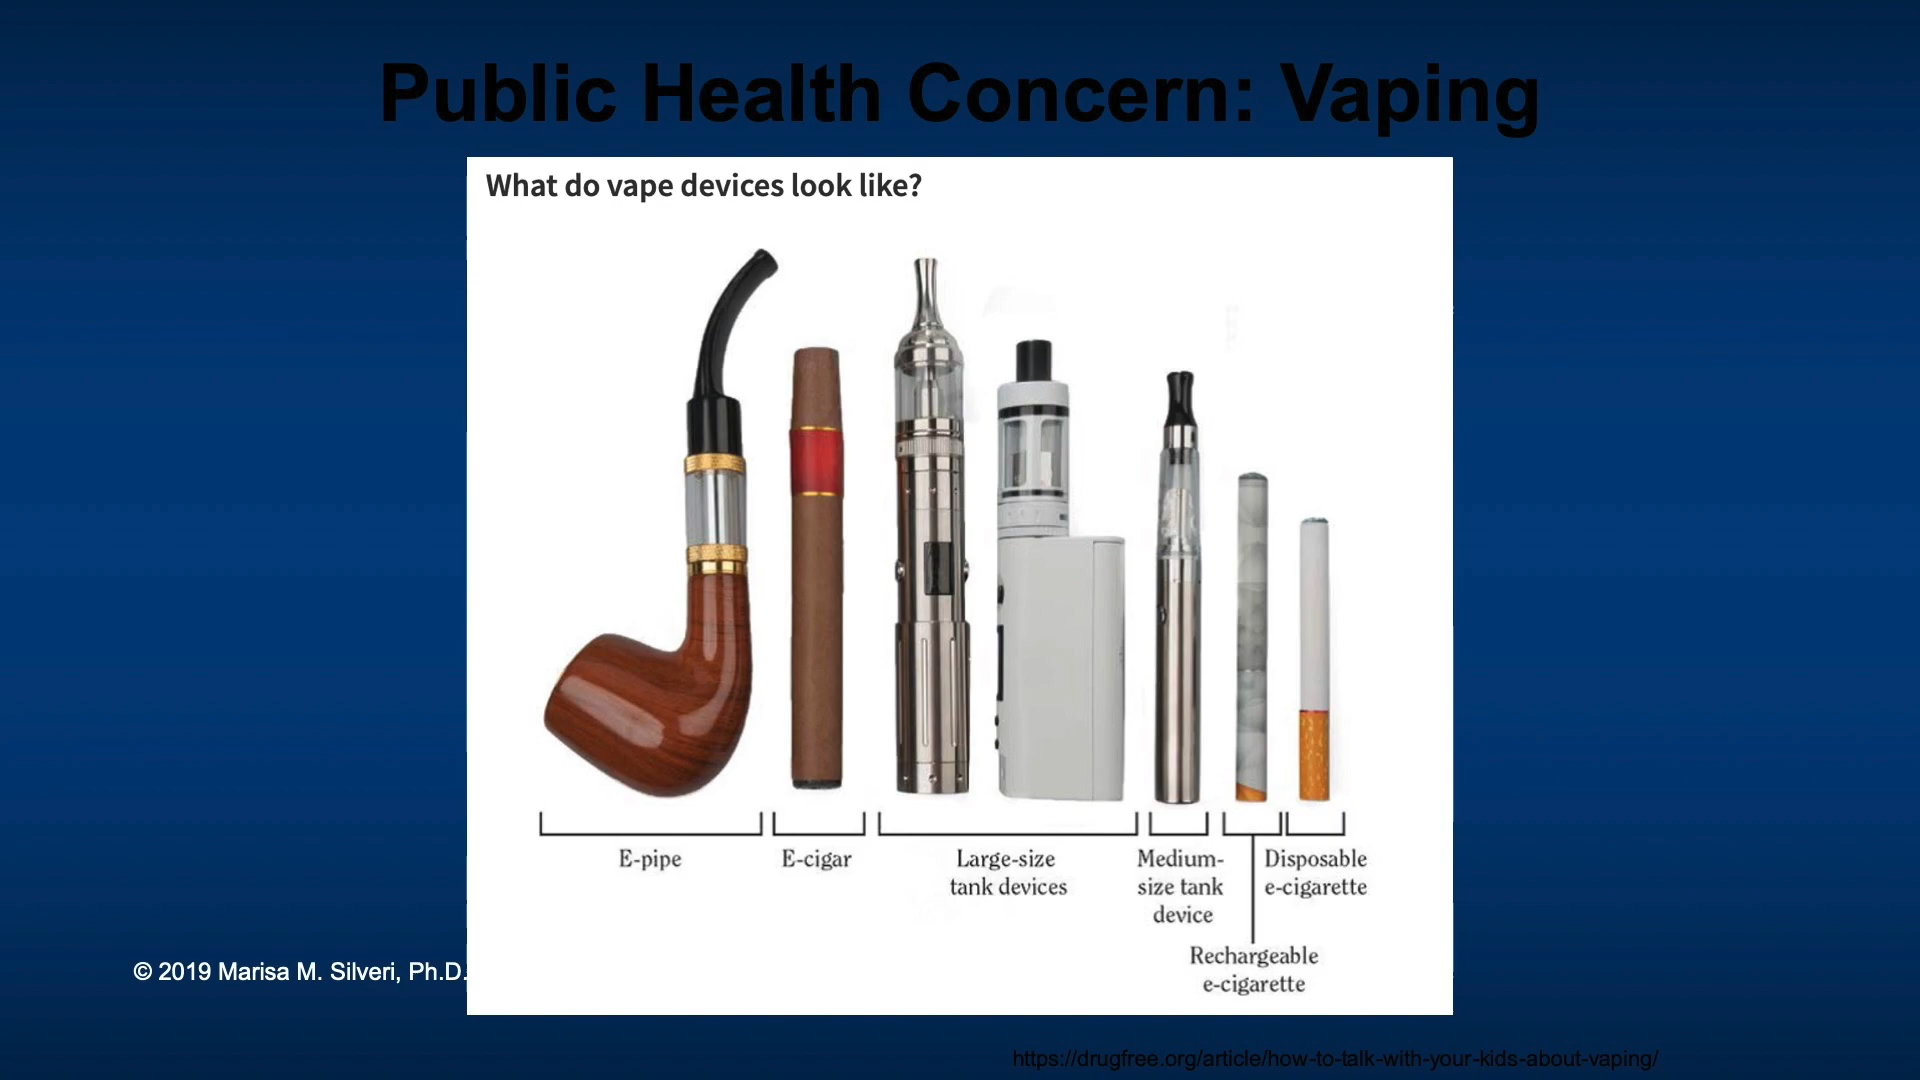 Public Health Concern: Vaping
What do vape devices look like?
E-pipe
E-cigar
Large-size
tank devices
Medium-
size tank
device
Rechargeable
e-cigarette
Disposable
e-cigarette
© 2019 Marisa M. Silveri, Ph.D.
https://drugfree.org/article/how-to-talk-with-your-kids-about-vaping/